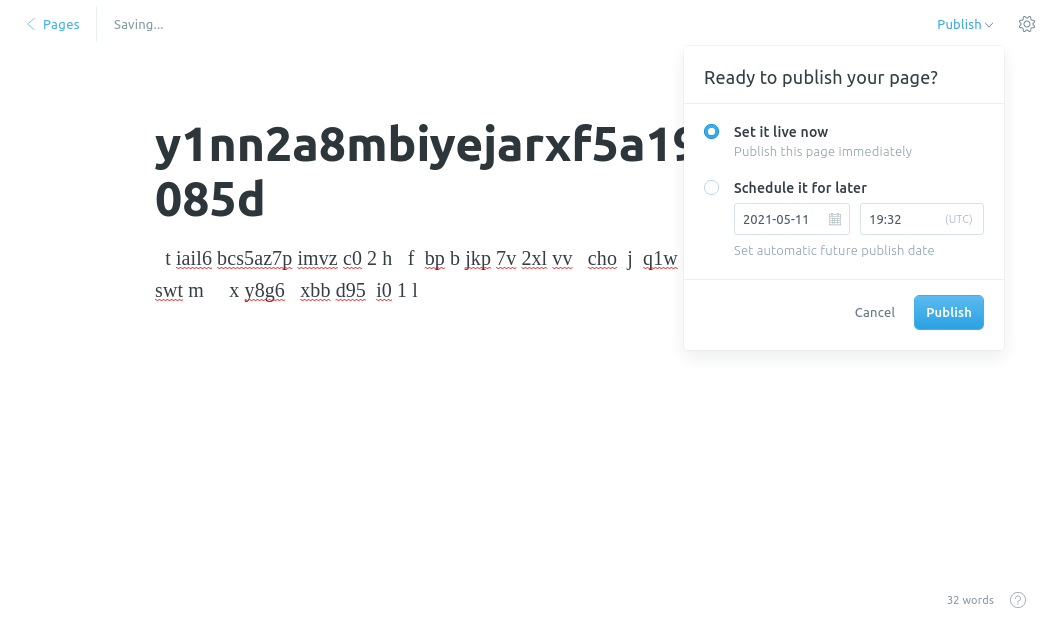 Pages
Saving...
Publish
Ready to publish your page?
Set it live now
Publish this page immediately
Schedule it for later
2021-05-11
19:32
(UTC)
Set automatic future publish date
Cancel
Publish
y1nn2a8mbiyejarxf5a19
085d
t iail6 bcs5az7p imvz c0 2 h f bp b jkp 7v 2xl vv cho j q1w
swt m x y8g6 xbb d95 i0 1 l
32 words
?